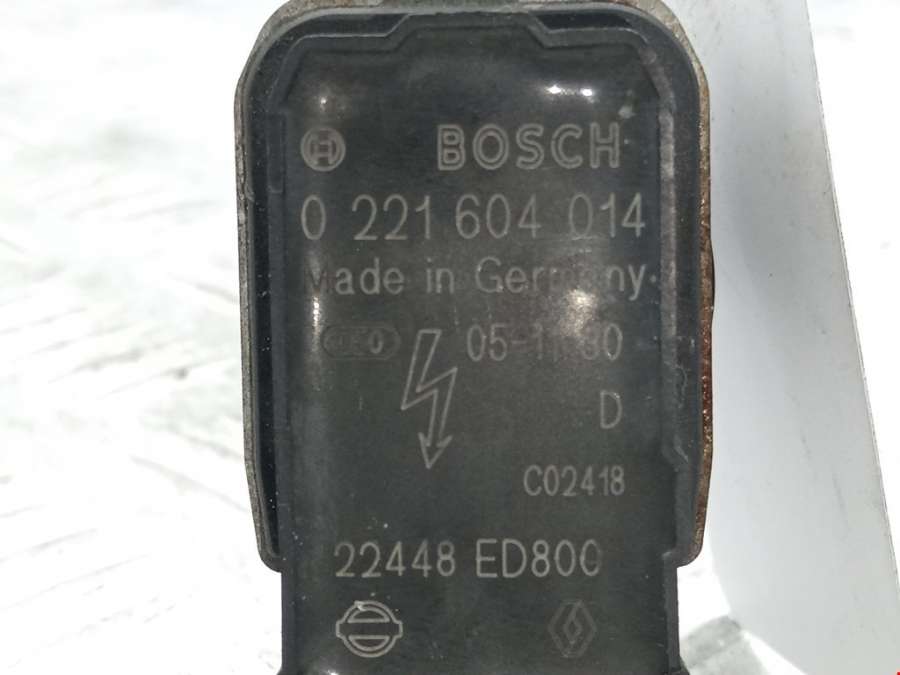 BOSCH
0 221 604 014
Made in Germany
D
C02418
22448 ED800